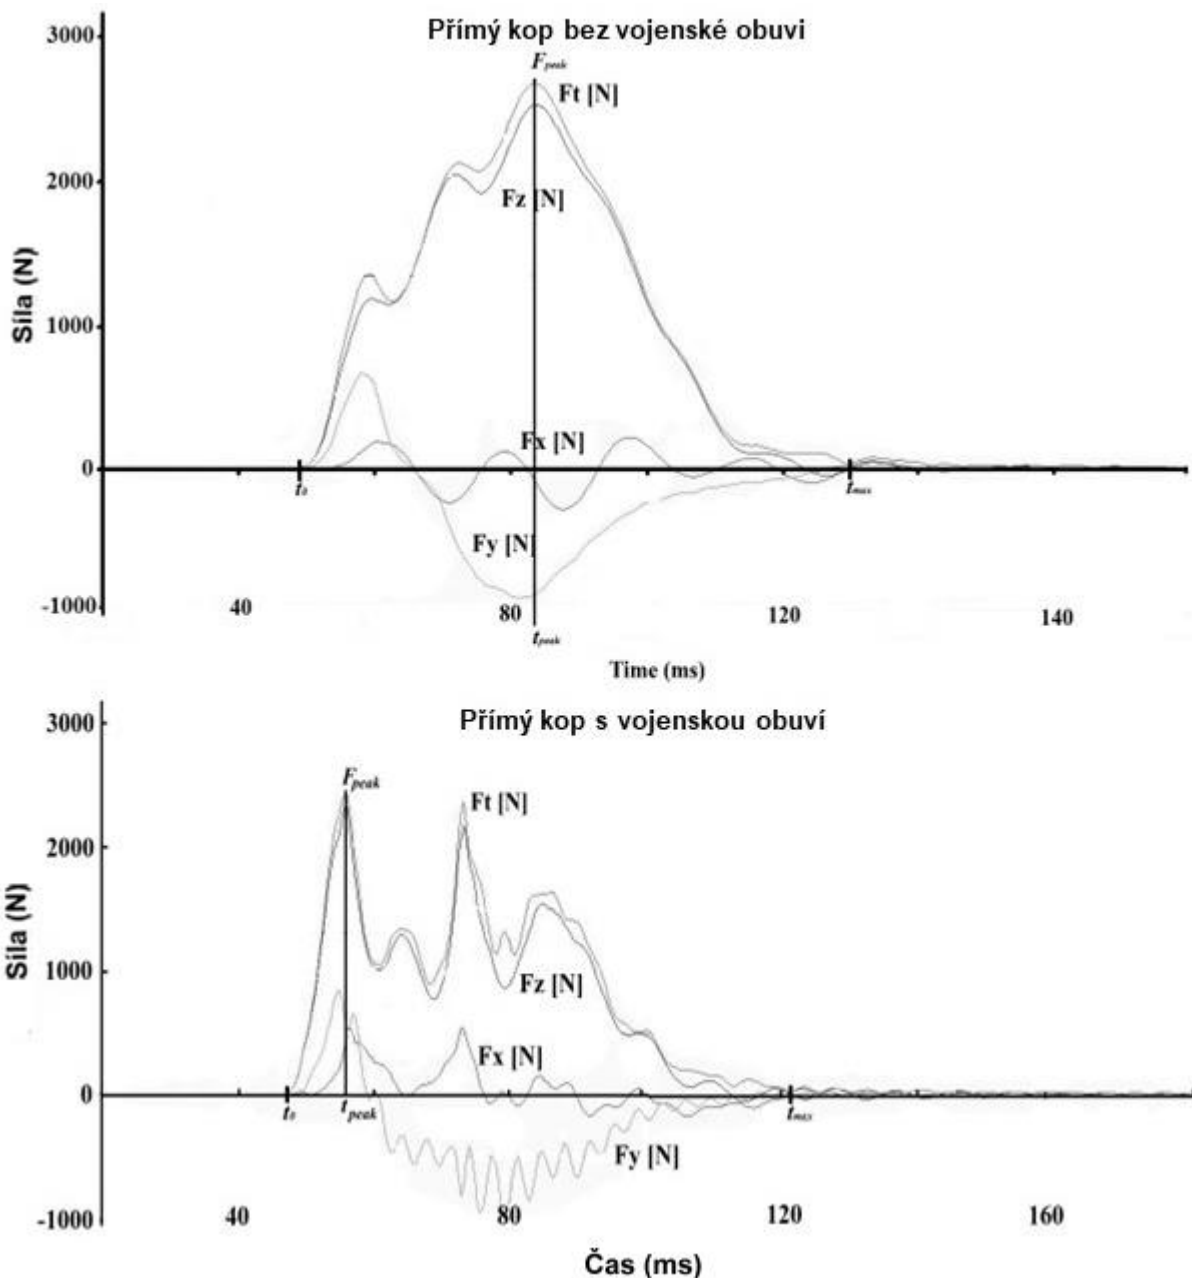 Přímý kop bez vojenské obuvi
3000
F peak
Ft [N]
2000
Fz [N]
Síla (N)
1000
Fx [N]
0
t0
tmax
Fy [N]
-1000
40
80
120
140
tpeak
Time (ms)
Přímý kop s vojenskou obuví
3000
Fpeak
Ft [N]
2000
Síla (N)
1000
Fz [N]
Fx [N]
0
t0
tpeak
tmax
Fy [N]
-1000
40
80
120
160
Čas (ms)